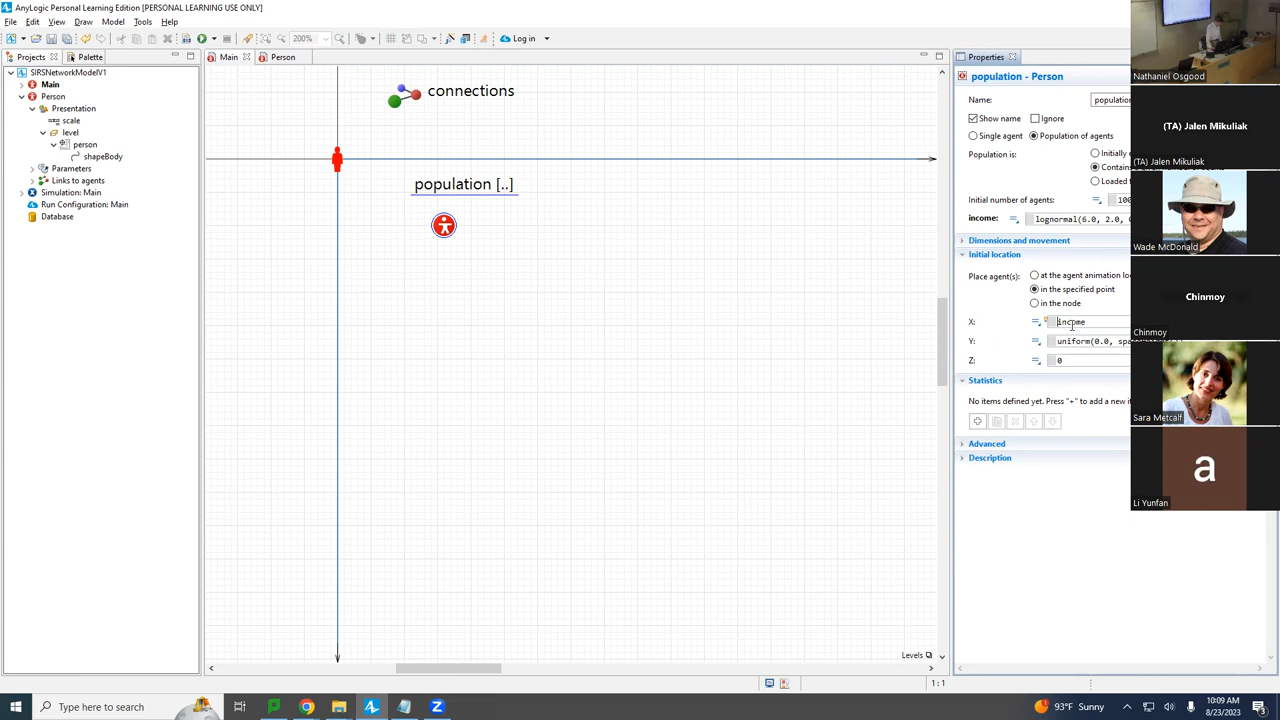 AnyLogic Personal Learning Edition [PERSONAL LEARNING USE ONLY]
File Edit View Draw Model Tools Help
200% Log in
Projects Palette
SIRSNetworkModelV1
Main
Person
Presentation
scale
level
person
shapeBody
Parameters
Links to agents
Simulation: Main
Run Configuration: Main
Database
Main Person
connections
population [..]
Levels
Properties
population - Person
Name: population
Show name Ignore
Single agent Population of agents
Population is: Initially
Contains
Loaded
Initial number of agents: 100
income: lognormal(6.0, 2.0,
Dimensions and movement
Initial location
Place agent(s): at the agent animation
in the specified point
in the node
X: income
Y: uniform(0.0,
Z: 0
Statistics
No items defined yet. Press "+" to add a new
Advanced
Description
1:1
Nathaniel Osgood
(TA) Jalen Mikuliak
(TA) Jalen Mikuliak
Wade McDonald
Chinmoy
Chinmoy
Sara Metcalf
a
Li Yunfan
Type here to search
93°F Sunny
10:09 AM
8/23/2023
3